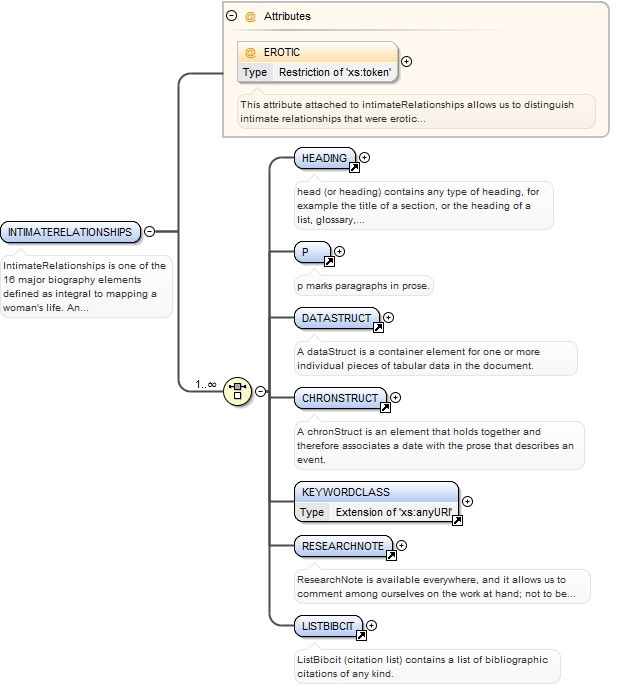 Attributes
EROTIC
Type Restriction of 'xs:token'
This attribute attached to intimateRelationships allows us to distinguish
intimate relationships that were erotic...
INTIMATERELATIONSHIPS
IntimateRelationships is one of the
16 major biography elements
defined as integral to mapping a
woman's life. An...
1..∞
HEADING
head (or heading) contains any type of heading, for
example the title of a section, or the heading of a
list, glossary,...
P
p marks paragraphs in prose.
DATASTRUCT
A dataStruct is a container element for one or more
individual pieces of tabular data in the document.
CHRONSTRUCT
A chronStruct is an element that holds together and
therefore associates a date with the prose that describes an
event.
KEYWORDCLASS
Type Extension of 'xs:anyURI'
RESEARCHNOTE
ResearchNote is available everywhere, and it allows us to
comment among ourselves on the work at hand; not to be...
LISTBIBCIT
ListBibcit (citation list) contains a list of bibliographic
citations of any kind.